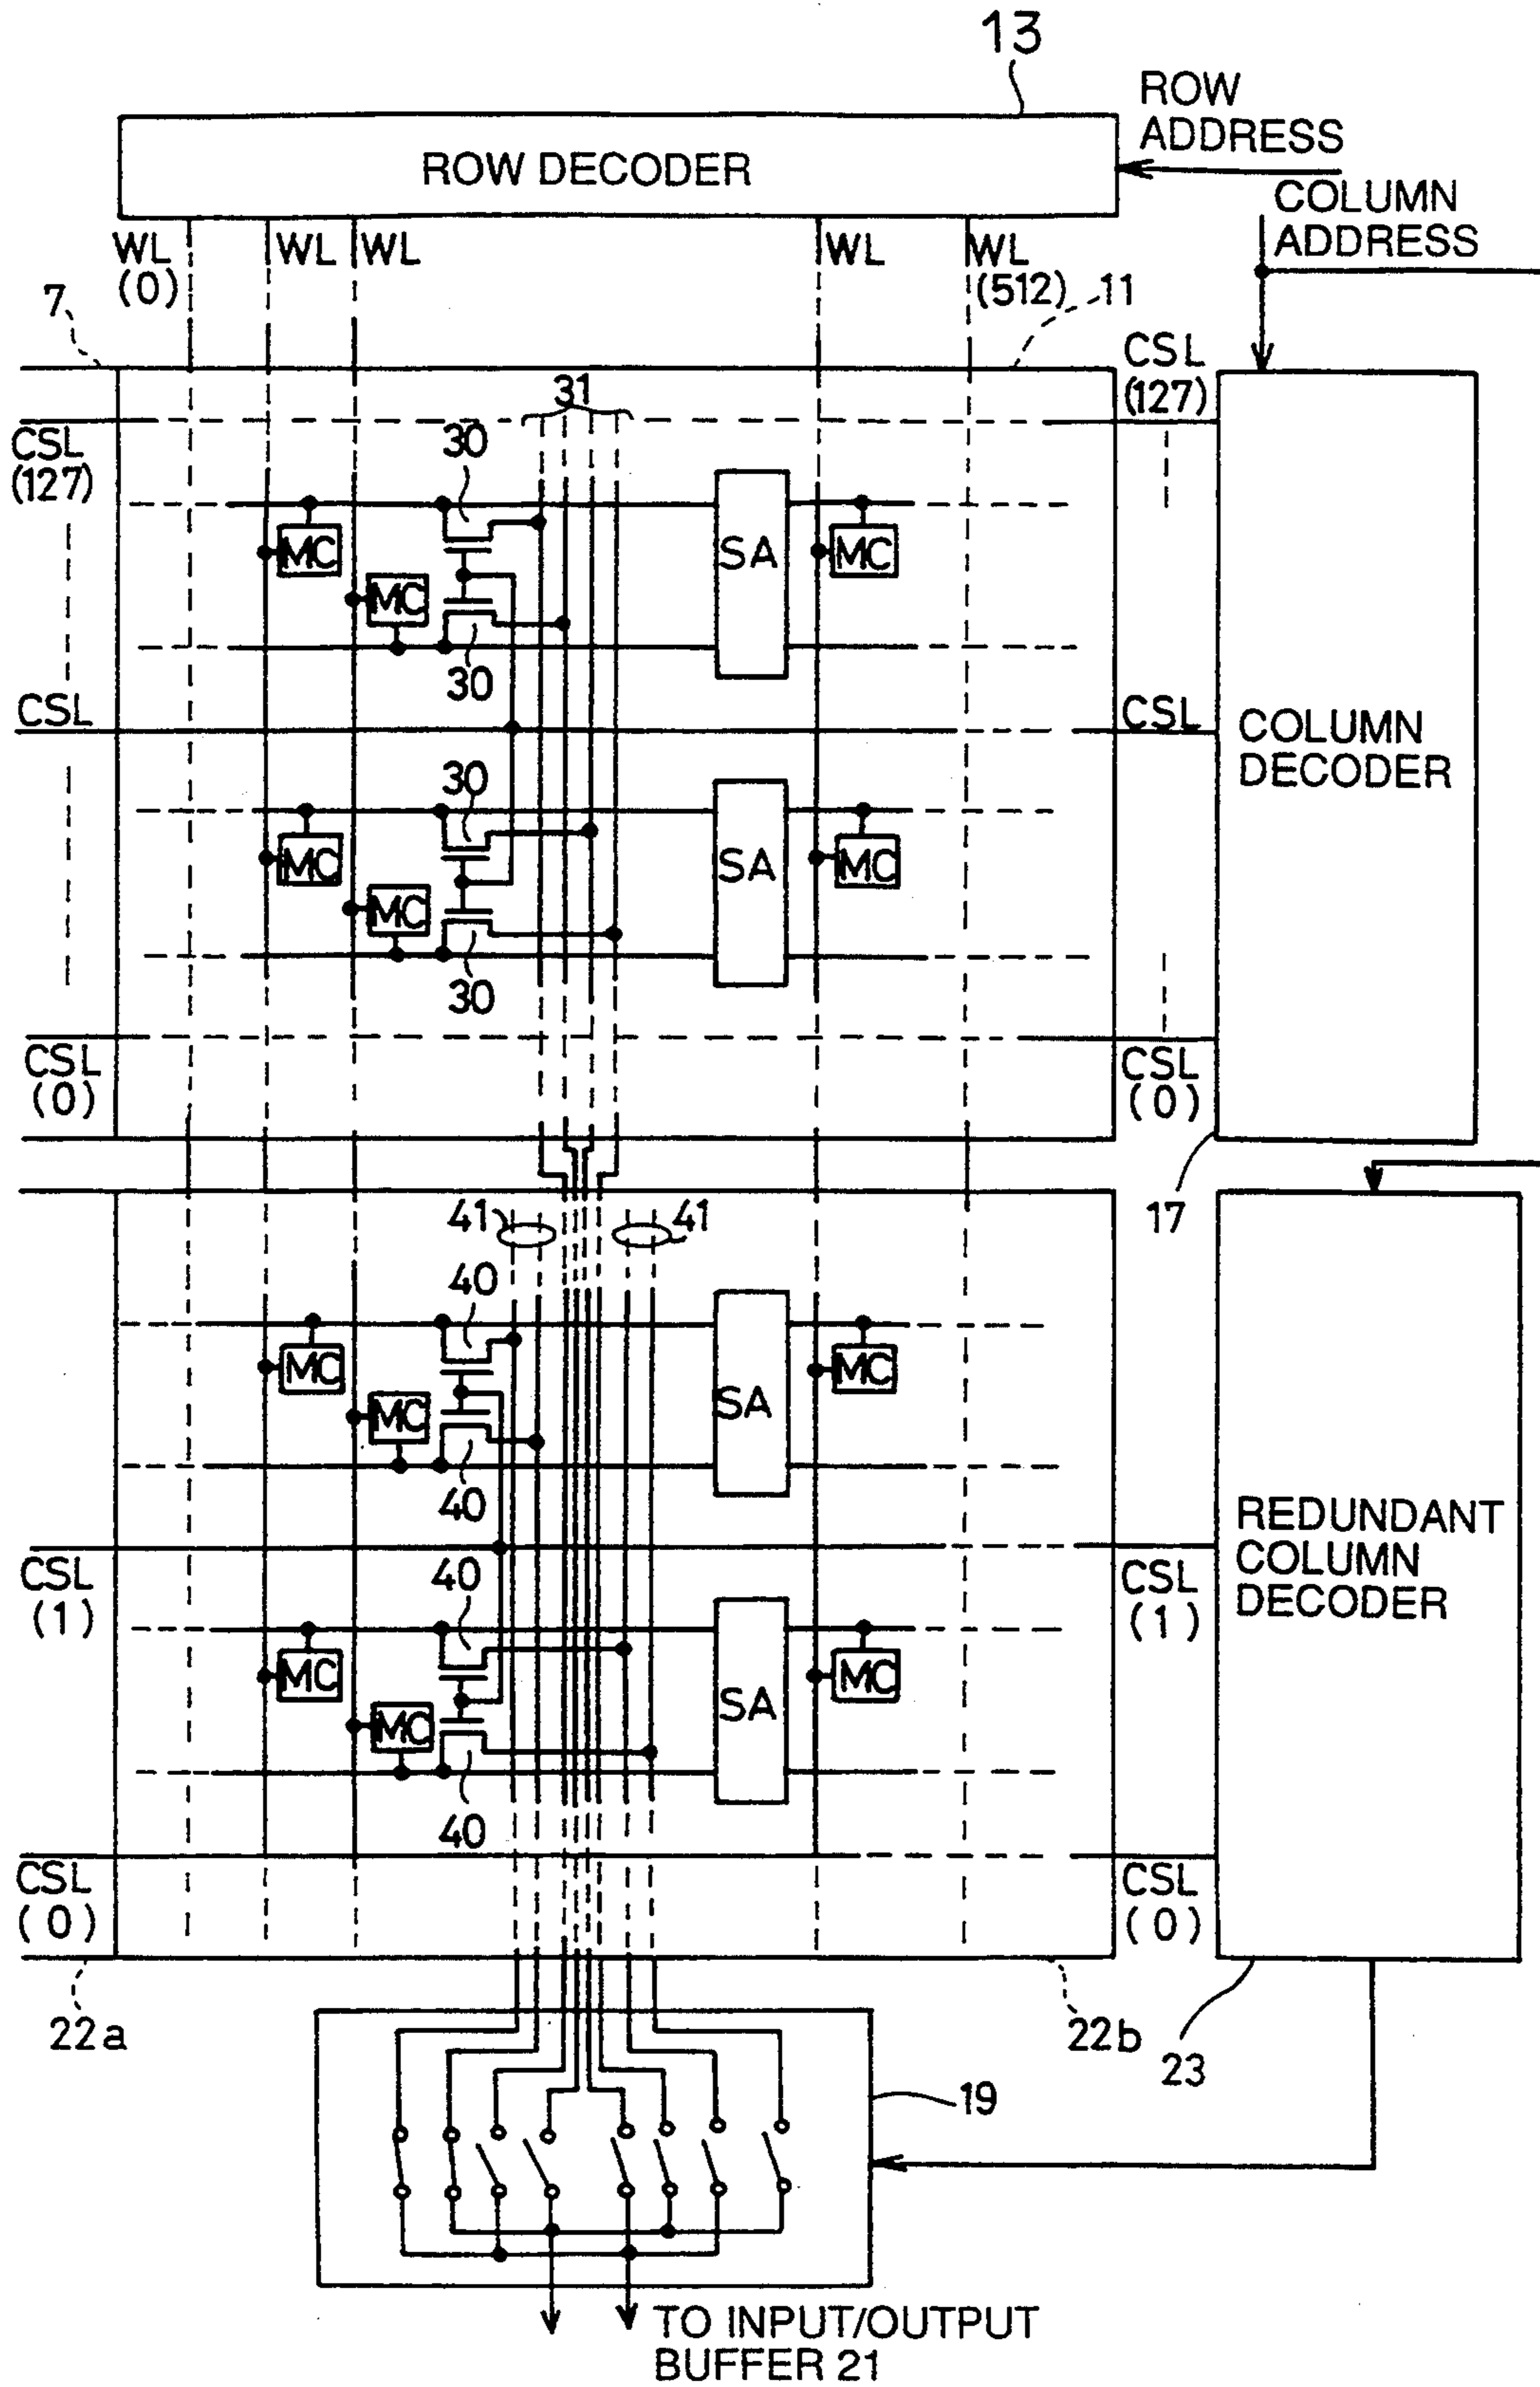 13
ROW
ADDRESS
ROW DECODER
COLUMN
ADDRESS
WL
(0)
WL
WL
WL
WL
(512)
7
11
31
CSL
(127)
CSL
(127)
30
MC
SA
MC
MC
30
CSL
CSL
COLUMN
DECODER
30
MC
SA
MC
MC
30
CSL
(0)
CSL
(0)
17
41
41
40
MC
SA
MC
MC
40
REDUNDANT
COLUMN
DECODER
CSL
(1)
40
CSL
(1)
MC
SA
MC
MC
40
CSL
(0)
CSL
(0)
22a
22b
23
19
TO INPUT/OUTPUT
BUFFER 21